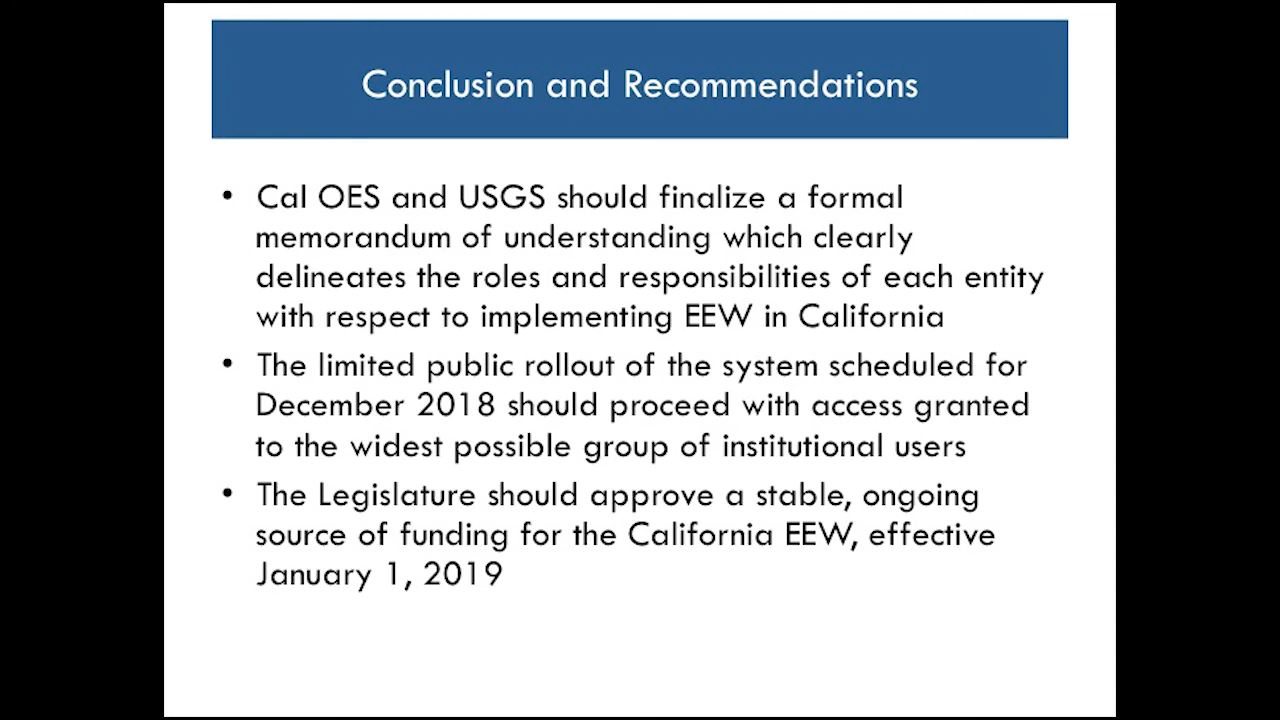 Conclusion and Recommendations
• Cal OES and USGS should finalize a formal
memorandum of understanding which clearly
delineates the roles and responsibilities of each entity
with respect to implementing EEW in California
• The limited public rollout of the system scheduled for
December 2018 should proceed with access granted
to the widest possible group of institutional users
• The Legislature should approve a stable, ongoing
source of funding for the California EEW, effective
January 1, 2019